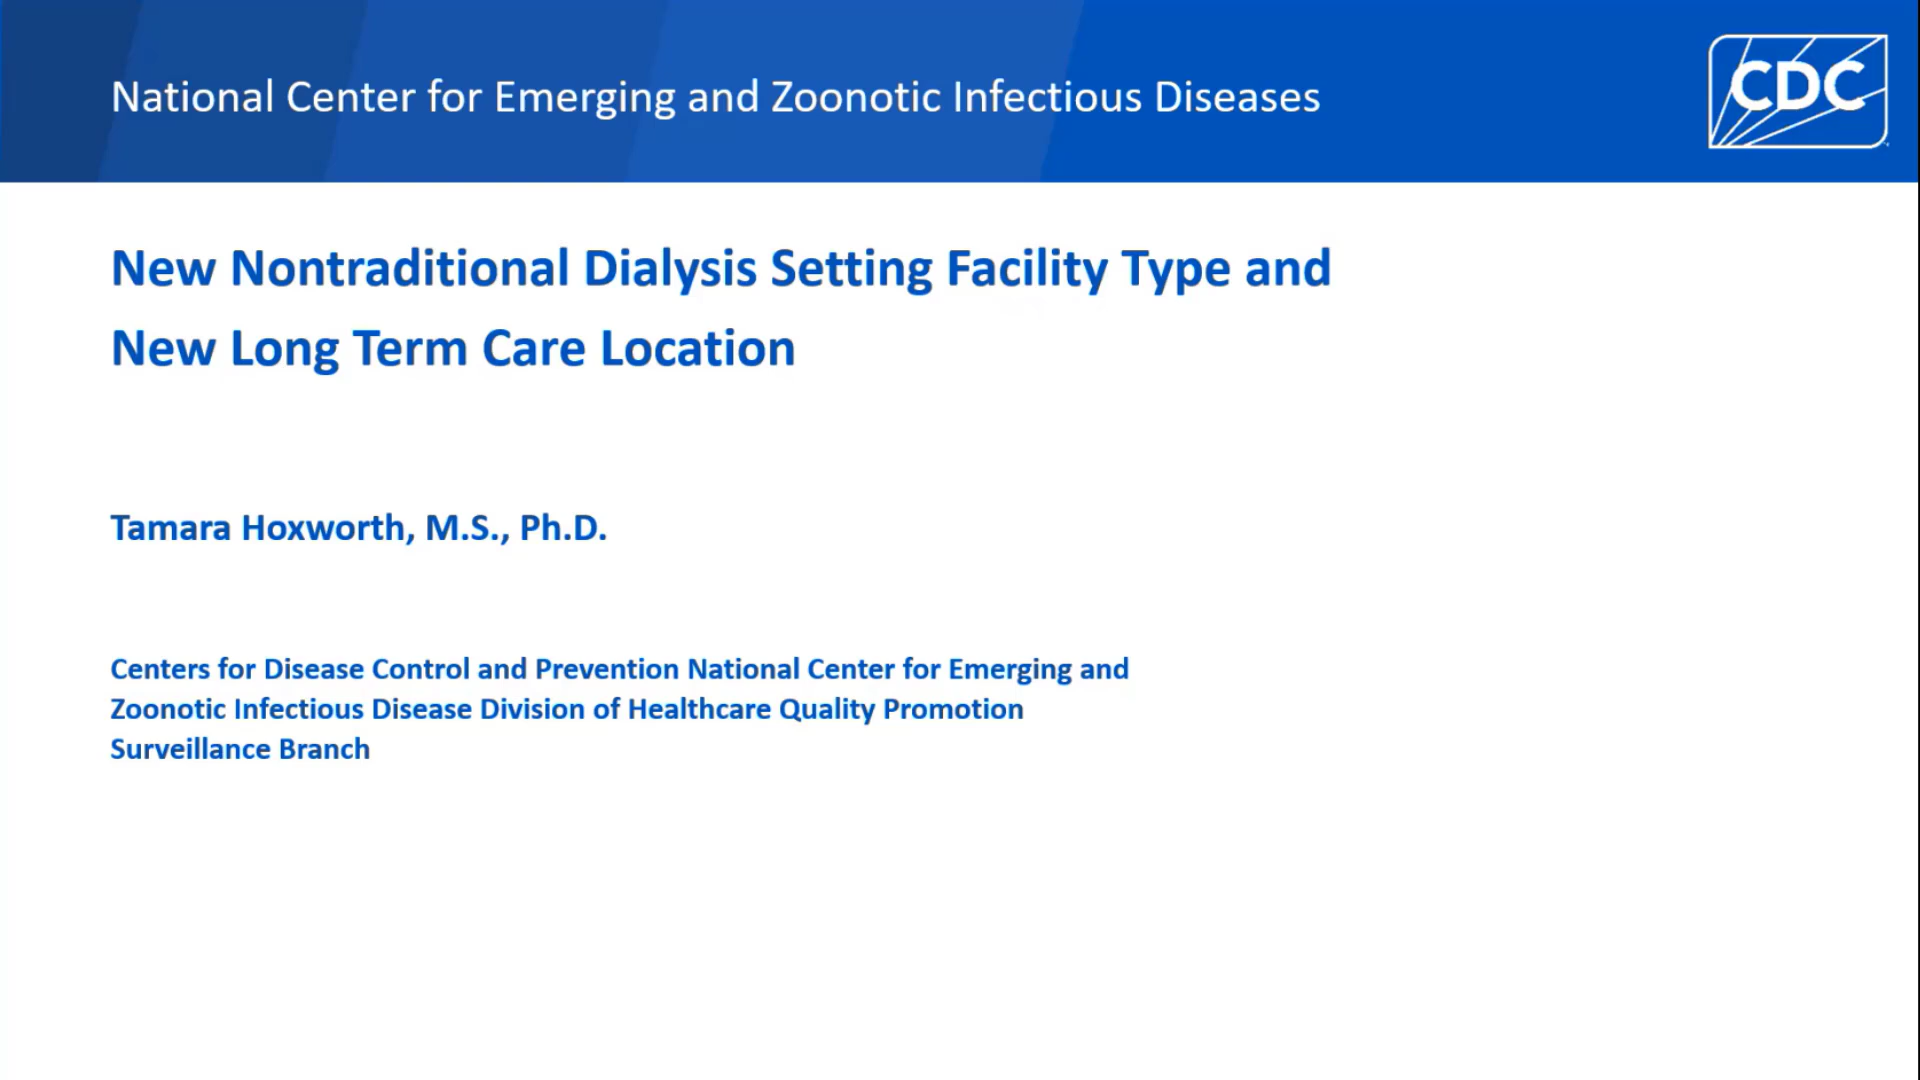 National Center for Emerging and Zoonotic Infectious Diseases
CDC
New Nontraditional Dialysis Setting Facility Type and
New Long Term Care Location
Tamara Hoxworth, M.S., Ph.D.
Centers for Disease Control and Prevention National Center for Emerging and
Zoonotic Infectious Disease Division of Healthcare Quality Promotion
Surveillance Branch